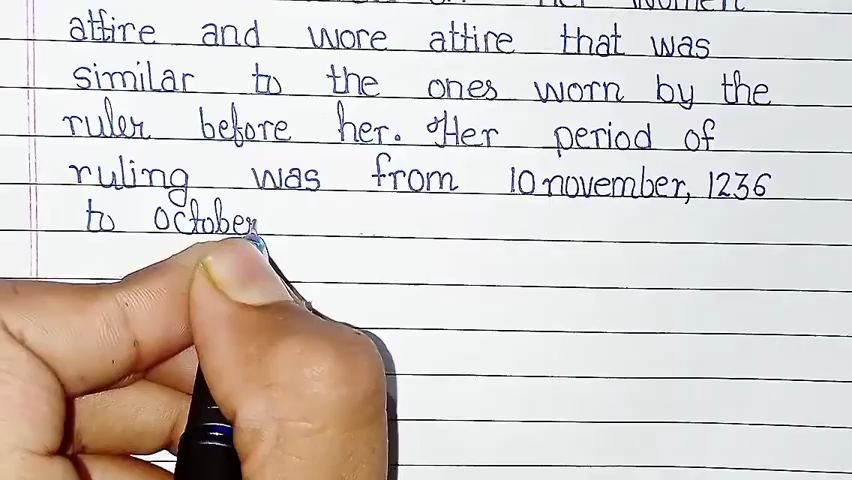 women
attire and wore attire that was
similar to the ones worn by the
ruler before her. Her period of
ruling was from 10 november, 1236
to october